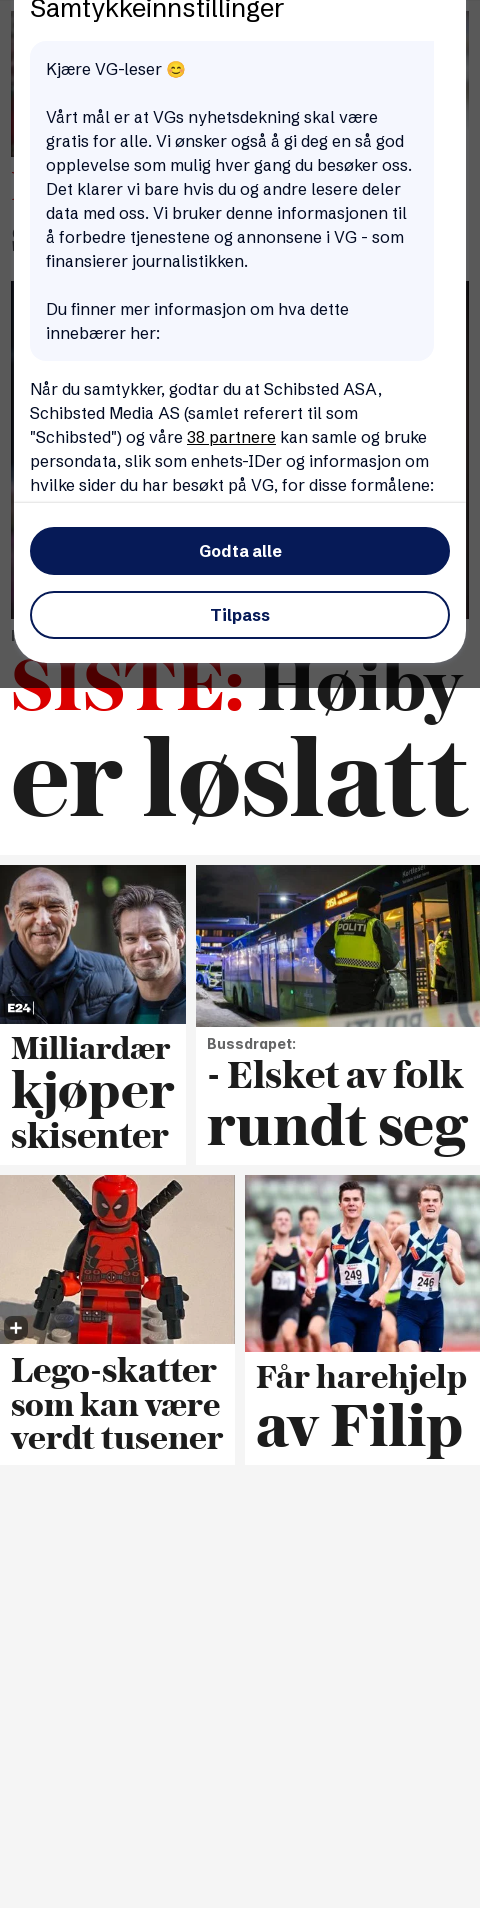 Samtykkeinnstillinger
Kjære VG-leser 😊
Vårt mål er at VGs nyhetsdekning skal være
gratis for alle. Vi ønsker også å gi deg en så god
opplevelse som mulig hver gang du besøker oss.
Det klarer vi bare hvis du og andre lesere deler
data med oss. Vi bruker denne informasjonen til
å forbedre tjenestene og annonsene i VG - som
finansierer journalistikken.
Du finner mer informasjon om hva dette
innebærer her:
Når du samtykker, godtar du at Schibsted ASA,
Schibsted Media AS (samlet referert til som
"Schibsted") og våre 38 partnere kan samle og bruke
persondata, slik som enhets-IDer og informasjon om
hvilke sider du har besøkt på VG, for disse formålene:
Godta alle
Tilpass
SISTE: Høiby
er løslatt
E24
Milliardær
kjøper
skisenter
POLITI
Bussdrapet:
- Elsket av folk
rundt seg
Lego-skatter
som kan være
verdt tusener
249
246
Får harehjelp
av Filip